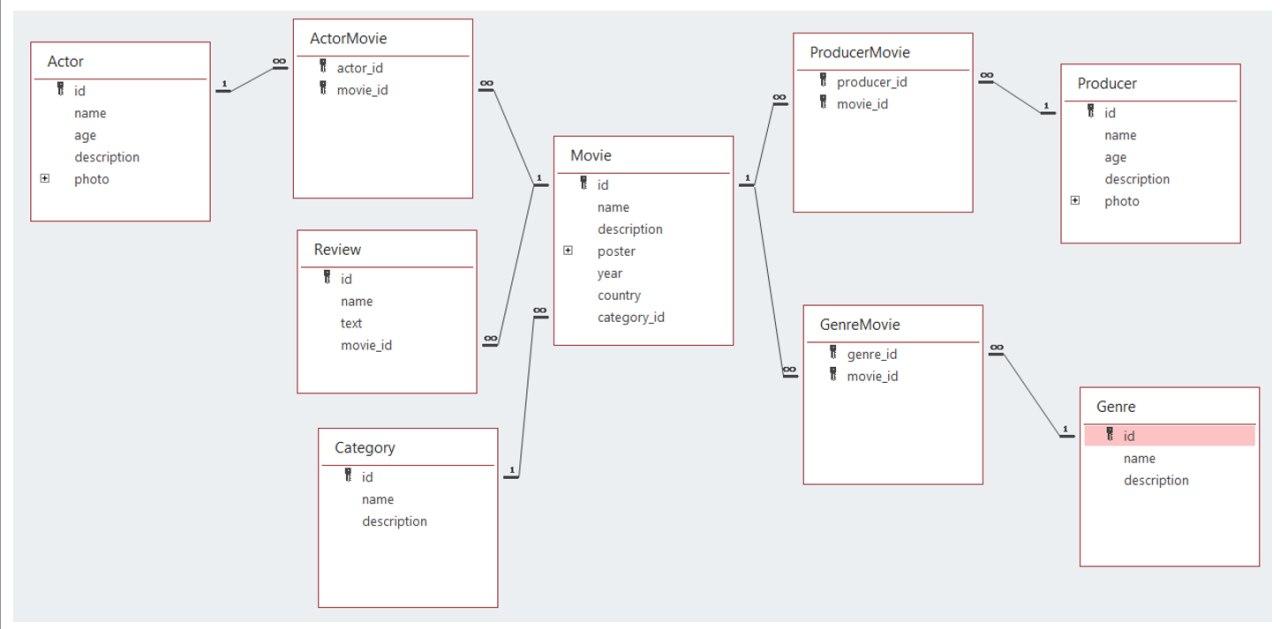 Actor
id
name
age
description
photo
1
∞
ActorMovie
actor_id
movie_id
∞
Review
id
name
text
movie_id
∞
Category
id
name
description
1
∞
1
Movie
id
name
description
poster
year
country
category_id
1
∞
ProducerMovie
producer_id
movie_id
∞
1
Producer
id
name
age
description
photo
∞
GenreMovie
genre_id
movie_id
∞
1
Genre
id
name
description